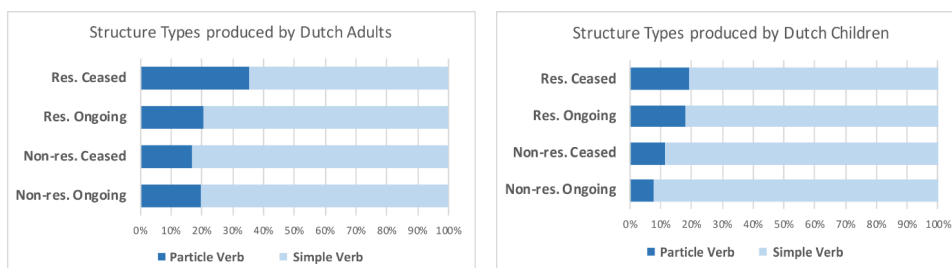 Structure Types produced by Dutch Adults
Res. Ceased
Res. Ongoing
Non-res. Ceased
Non-res. Ongoing
0% 10% 20% 30% 40% 50% 60% 70% 80% 90% 100%
Particle Verb Simple Verb
Structure Types produced by Dutch Children
Res. Ceased
Res. Ongoing
Non-res. Ceased
Non-res. Ongoing
0% 10% 20% 30% 40% 50% 60% 70% 80% 90% 100%
Particle Verb Simple Verb